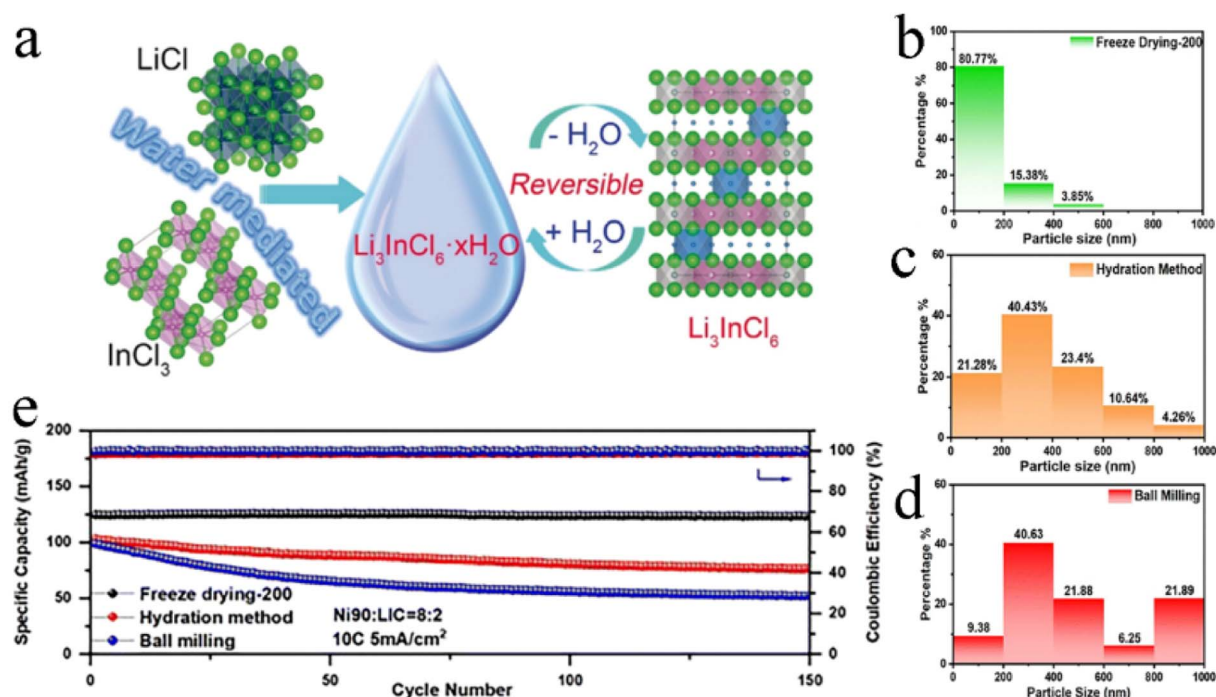 a
LiCl
Water mediated
InCl₃
Li₃InCl₆·xH₂O
- H₂O
Reversible
+ H₂O
Li₃InCl₆
b
Freeze Drying-200
Percentage %
100
80
60
40
20
0
80.77%
15.38%
3.85%
0 200 400 600 800 1000
Particle size (nm)
c
Hydration Method
Percentage %
60
40
20
0
21.28%
40.43%
23.4%
10.64%
4.26%
0 200 400 600 800 1000
Particle size (nm)
d
Ball Milling
Percentage %
60
40
20
0
9.38
40.63
21.88
6.25
21.89
0 200 400 600 800 1000
Particle Size (nm)
e
Specific Capacity (mAh/g)
200
150
100
50
0
Freeze drying-200
Hydration method
Ball milling
Ni90:LIC=8:2
10C 5mA/cm²
0 50 100 150
Cycle Number
100
80
60
40
20
0
Coulombic Efficiency (%)